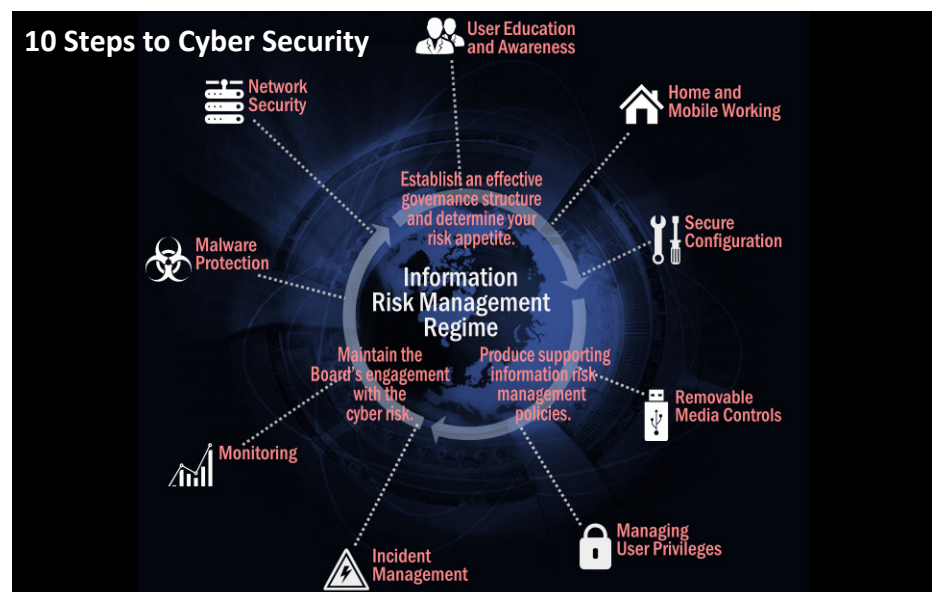 10 Steps to Cyber Security
User Education
and Awareness
Network
Security
Home and
Mobile Working
Establish an effective
governance structure
and determine your
risk appetite.
Secure
Configuration
Malware
Protection
Information
Risk Management
Regime
Maintain the
Board's engagement
with the
cyber risk.
Produce supporting
information risk
management
policies.
Removable
Media Controls
Monitoring
Managing
User Privileges
Incident
Management